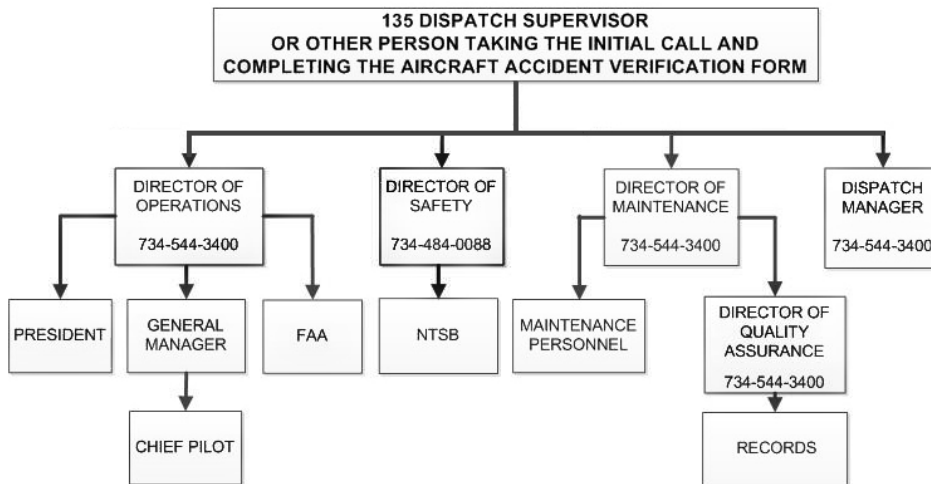 135 DISPATCH SUPERVISOR
OR OTHER PERSON TAKING THE INITIAL CALL AND
COMPLETING THE AIRCRAFT ACCIDENT VERIFICATION FORM
DIRECTOR OF
OPERATIONS
734-544-3400
DIRECTOR OF
SAFETY
734-484-0088
DIRECTOR OF
MAINTENANCE
734-544-3400
DISPATCH
MANAGER
734-544-3400
PRESIDENT
GENERAL
MANAGER
FAA
NTSB
MAINTENANCE
PERSONNEL
DIRECTOR OF
QUALITY
ASSURANCE
734-544-3400
CHIEF PILOT
RECORDS